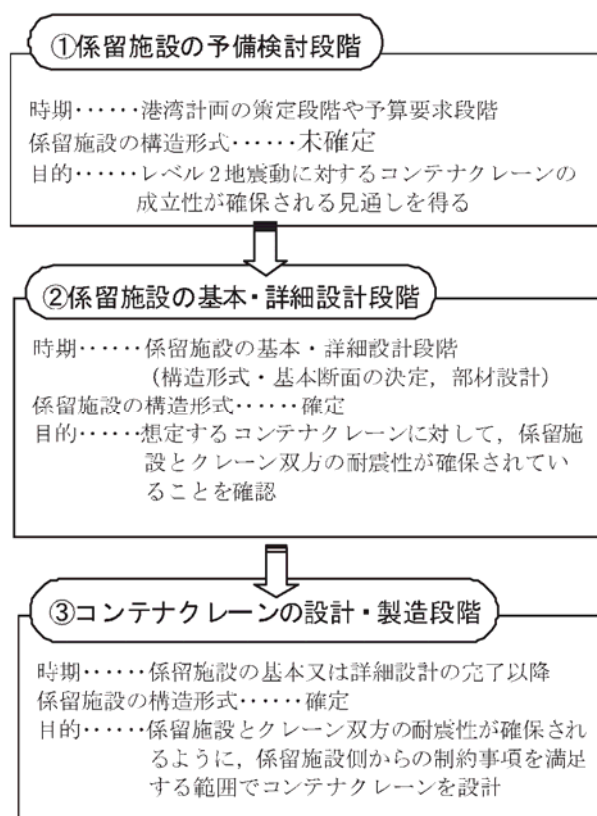 ①係留施設の予備検討段階
時期‥‥‥港湾計画の策定段階や予算要求段階
係留施設の構造形式‥‥‥未確定
目的‥‥‥レベル2地震動に対するコンテナクレーンの
成立性が確保される見通しを得る
②係留施設の基本・詳細設計段階
時期‥‥‥係留施設の基本・詳細設計段階
（構造形式・基本断面の決定，部材設計）
係留施設の構造形式‥‥‥確定
目的‥‥‥想定するコンテナクレーンに対して，係留施
設とクレーン双方の耐震性が確保されてい
ることを確認
③コンテナクレーンの設計・製造段階
時期‥‥‥係留施設の基本又は詳細設計の完了以降
係留施設の構造形式‥‥‥確定
目的‥‥‥係留施設とクレーン双方の耐震性が確保され
るように，係留施設側からの制約事項を満足
する範囲でコンテナクレーンを設計